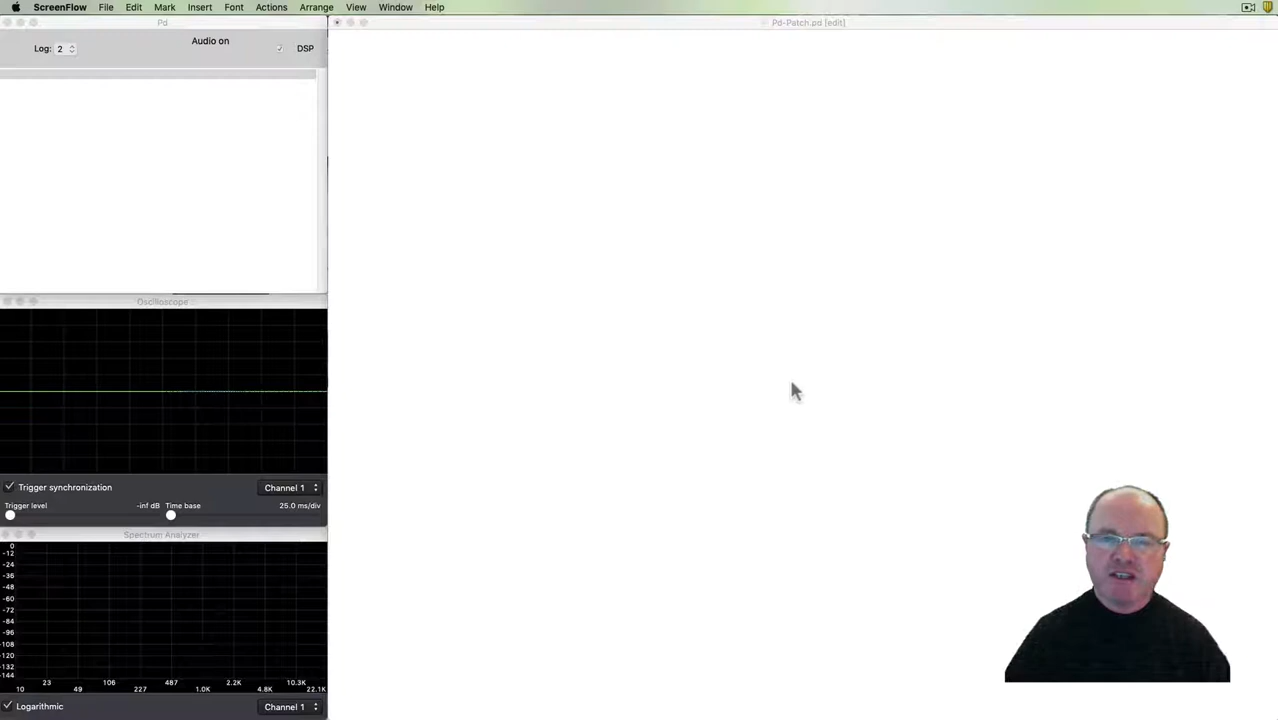 ScreenFlow File Edit Mark Insert Font Actions Arrange View Window Help
Pd
Pd-Patch.pd [edit]
Audio on
Log: 2
DSP
Oscilloscope
Trigger synchronization Channel 1
Trigger level -inf dB Time base 25.0 ms/div
Spectrum Analyzer
0
-12
-24
-36
-48
-60
-72
-84
-96
-108
-120
-132
-144
23 106 487 2.2K 10.3K
10 49 227 1.0K 4.8K 22.1K
Logarithmic Channel 1